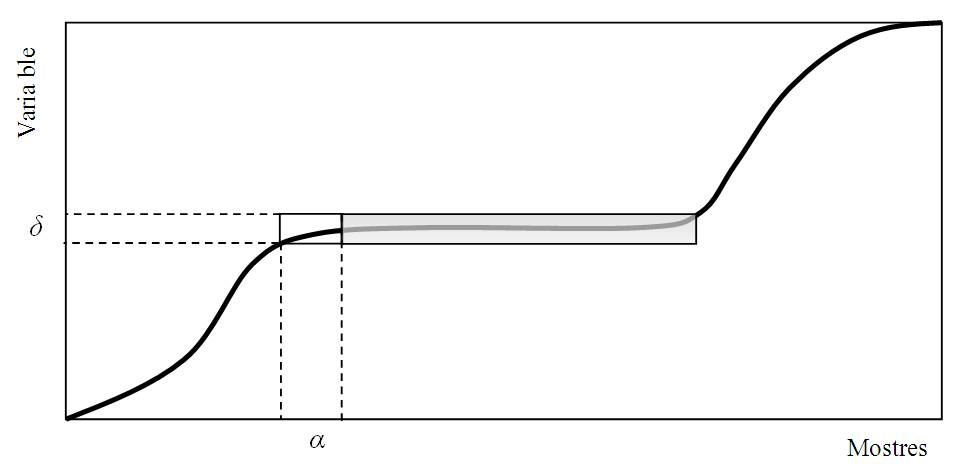 Varia ble
δ
α
Mostres